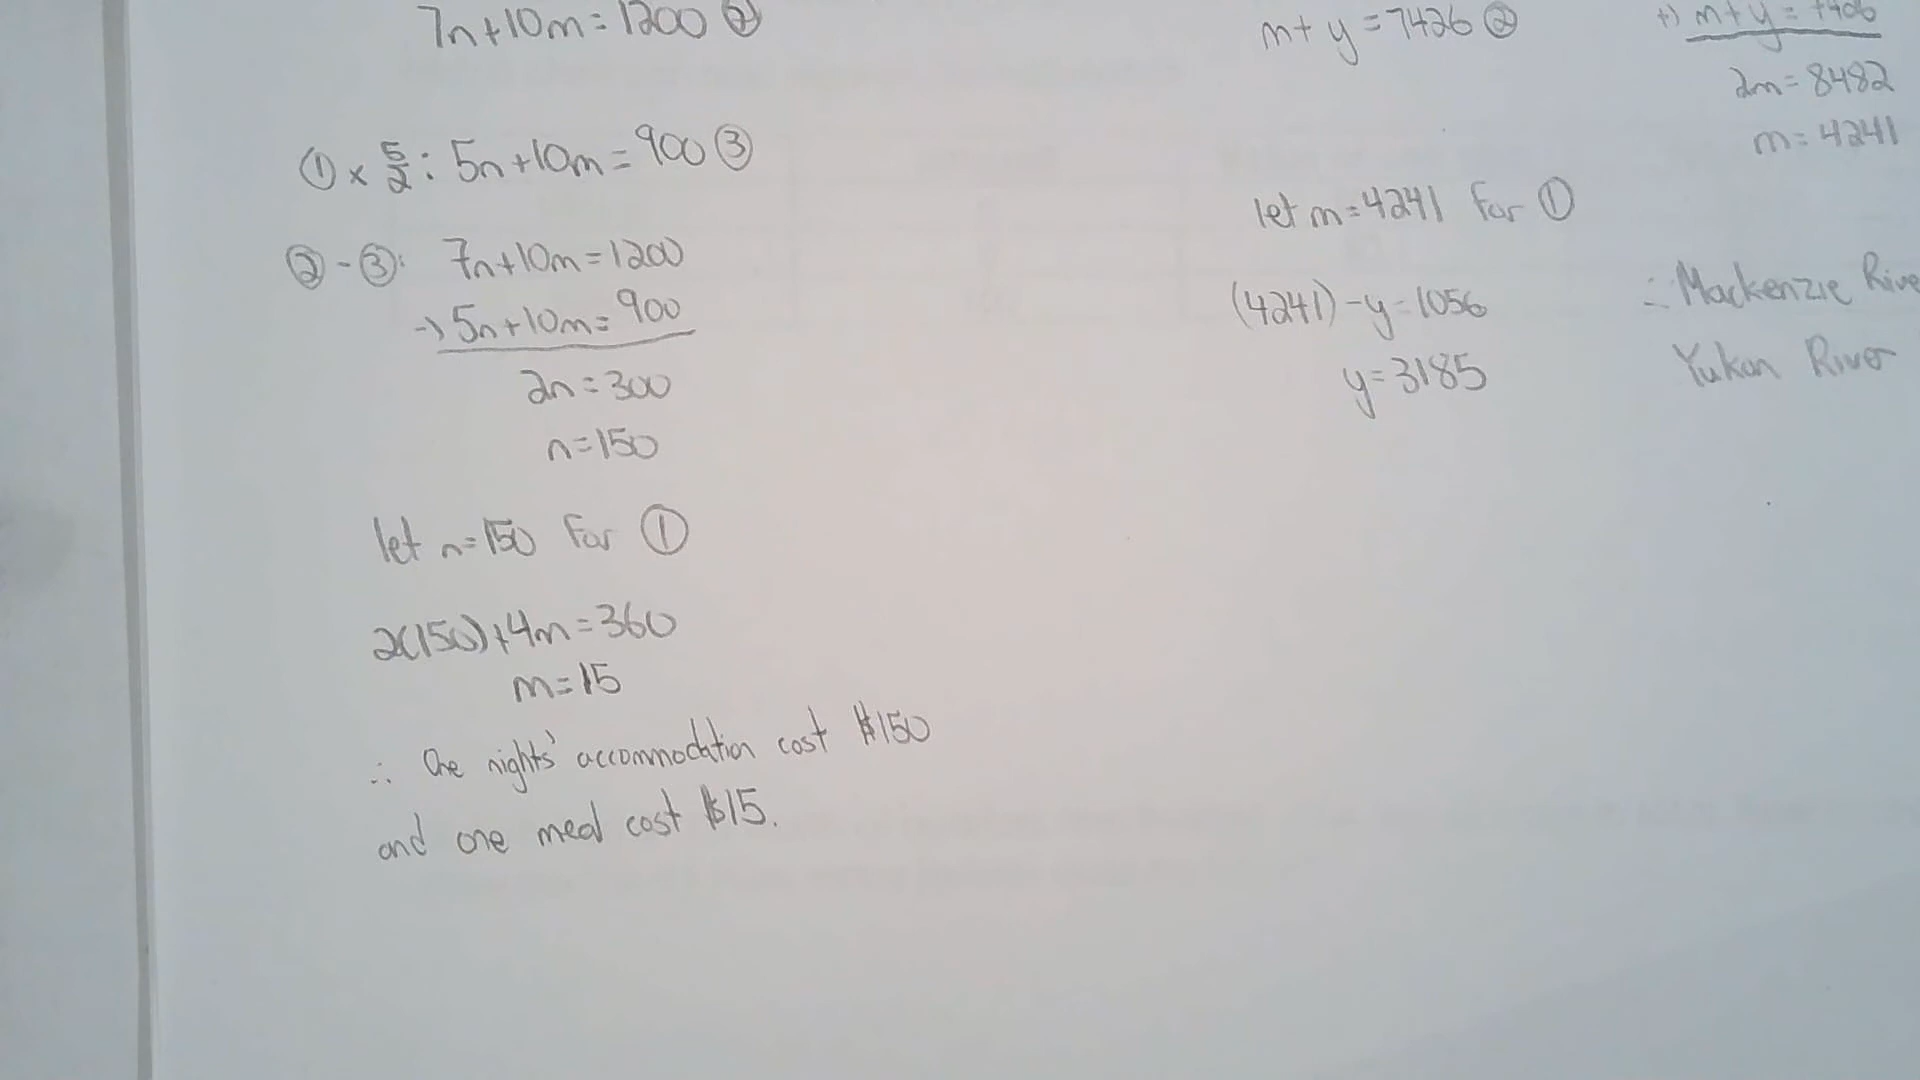 7n+10m=1200 ②
① × 5/2 : 5n+10m=900 ③
② - ③: 7n+10m=1200
-) 5n+10m=900
2n=300
n=150
let n=150 for ①
2(150)+4m=360
m=15
∴ One nights' accommodation cost $150
and one meal cost $15.
m+y=7426 ②
let m=4241 for ①
(4241)-y=1056
y=3185
+) m+y=
2m=8482
m=4241
∴ Mackenzie
Yukon River